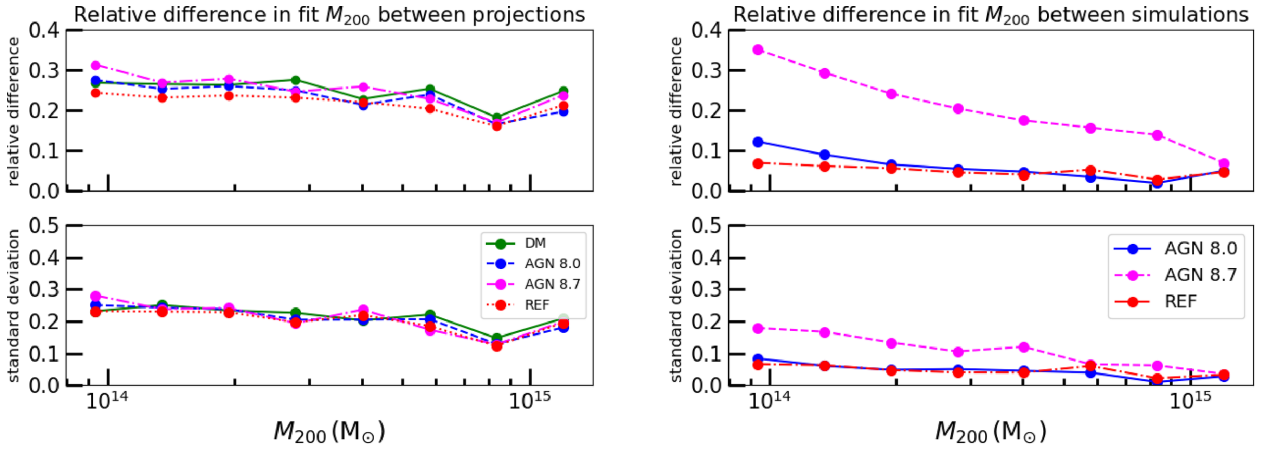 Relative difference in fit M200 between projections
relative difference
0.4
0.3
0.2
0.1
0.0
standard deviation
0.5
0.4
0.3
0.2
0.1
0.0
DM
AGN 8.0
AGN 8.7
REF
10^14
10^15
M200 (M⊙)
Relative difference in fit M200 between simulations
relative difference
0.4
0.3
0.2
0.1
0.0
standard deviation
0.5
0.4
0.3
0.2
0.1
0.0
AGN 8.0
AGN 8.7
REF
10^14
10^15
M200 (M⊙)